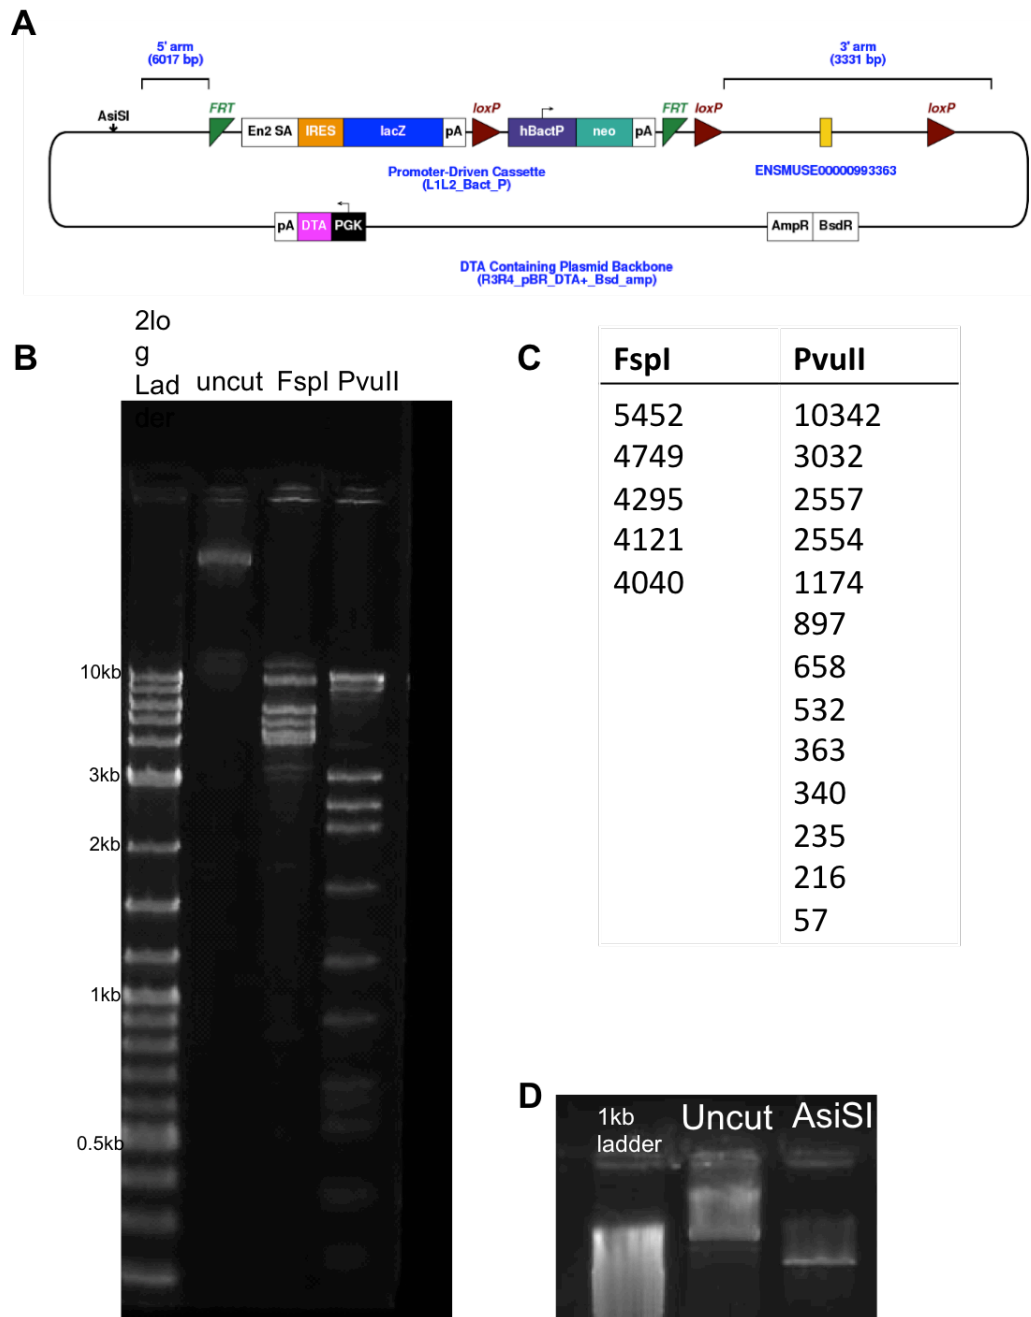 A
5' arm
(6017 bp)
3' arm
(3331 bp)
AsiSI
FRT
loxP
FRT
loxP
loxP
En2 SA
IRES
lacZ
pA
hBactP
neo
pA
Promoter-Driven Cassette
(L1L2_Bact_P)
ENSMUSE00000993363
pA
DTA
PGK
AmpR
BsdR
DTA Containing Plasmid Backbone
(R3R4_pBR_DTA+_Bsd_amp)
B
2lo
g
Lad
der
uncut
FspI
PvuII
10kb
3kb
2kb
1kb
0.5kb
C
FspI PvuII
5452 10342
4749 3032
4295 2557
4121 2554
4040 1174
897
658
532
363
340
235
216
57
D
1kb
ladder
Uncut
AsiSI